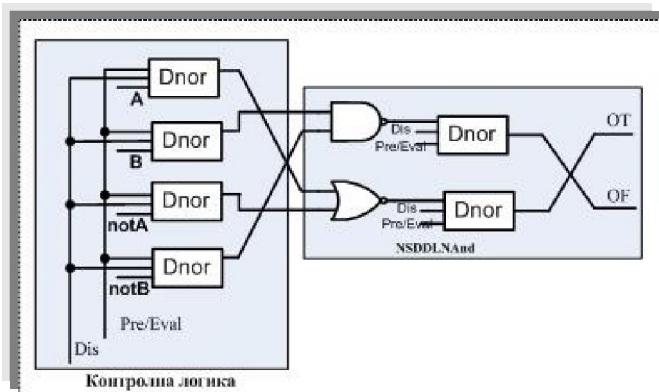 Dnor
A
Dnor
B
Dnor
notA
Dnor
notB
Pre/Eval
Dis
Контролна логика
Dis
Pre/Eval
Dnor
Dis
Pre/Eval
Dnor
NSDDLNAnd
OT
OF